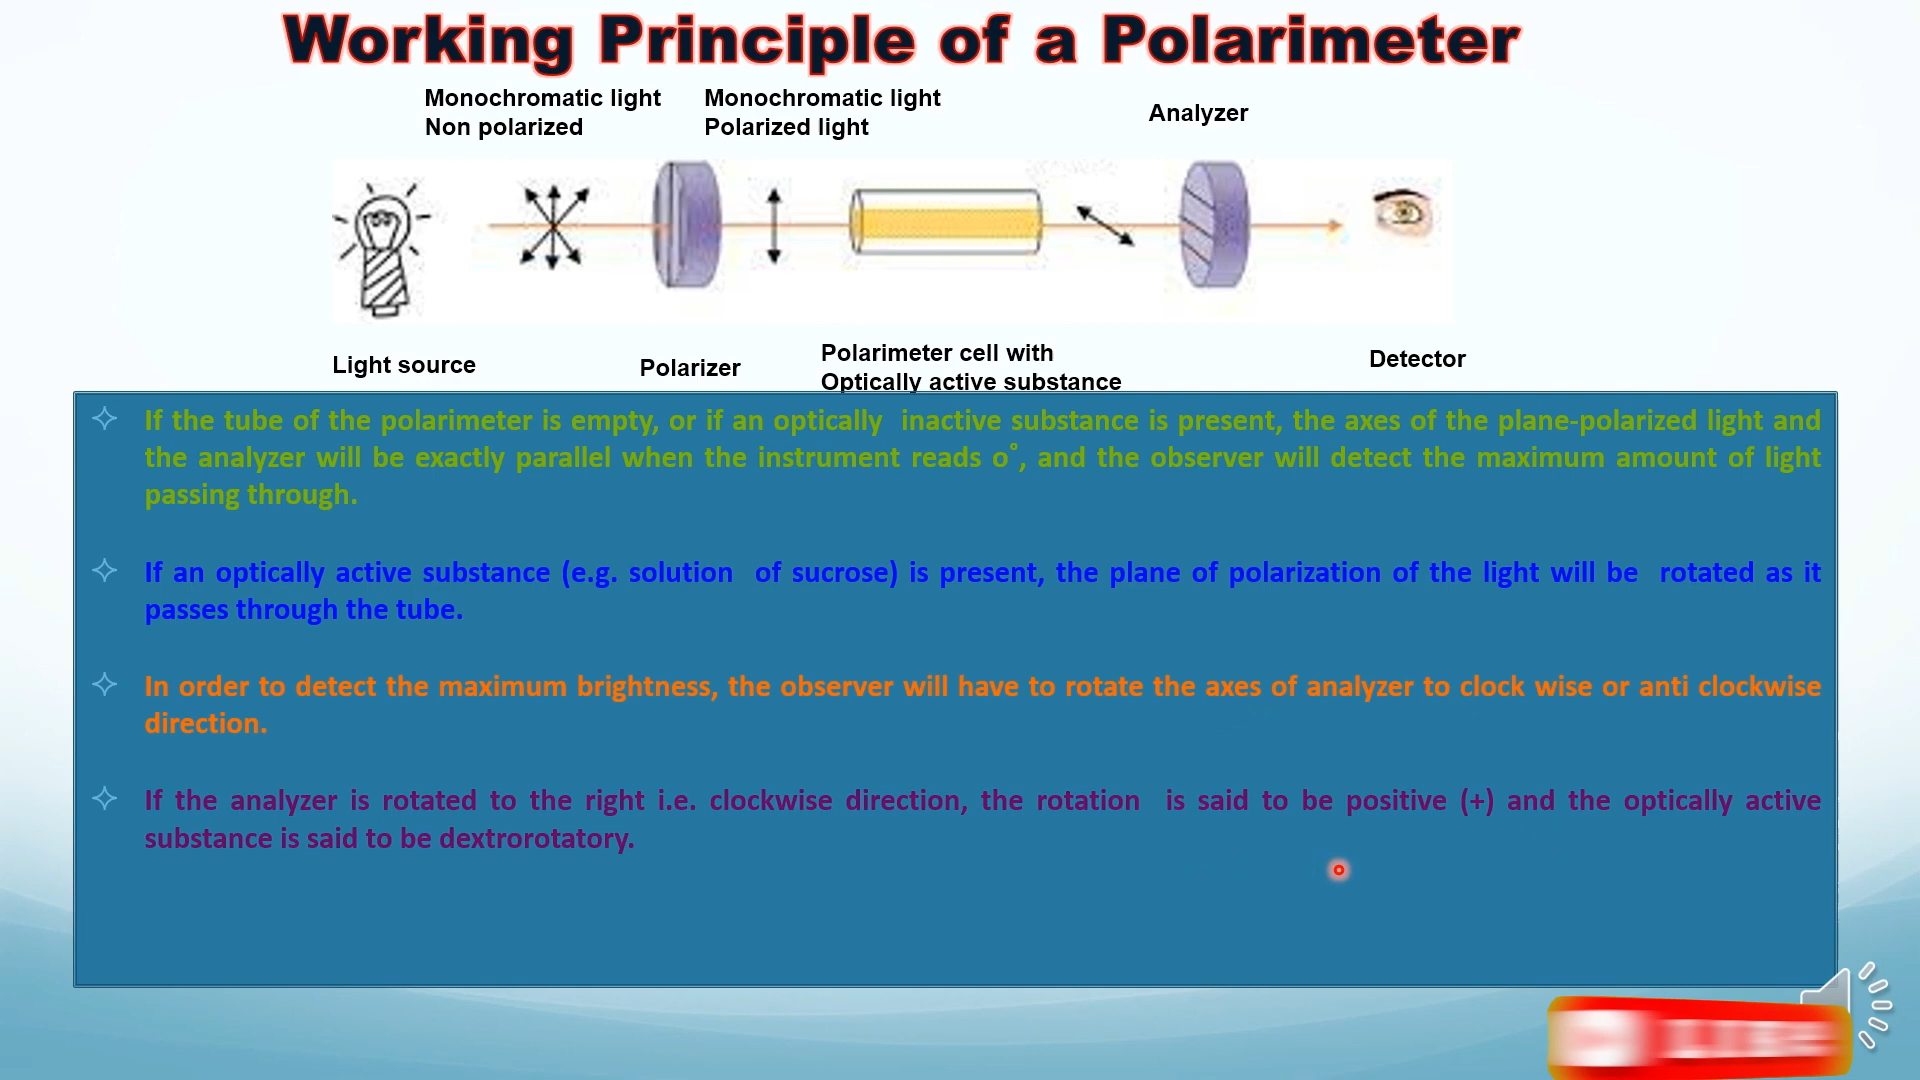 Working Principle of a Polarimeter
Monochromatic light
Non polarized
Monochromatic light
Polarized light
Analyzer
Light source
Polarizer
Polarimeter cell with
Optically active substance
Detector
If the tube of the polarimeter is empty, or if an optically inactive substance is present, the axes of the plane-polarized light and
the analyzer will be exactly parallel when the instrument reads o°, and the observer will detect the maximum amount of light
passing through.
If an optically active substance (e.g. solution of sucrose) is present, the plane of polarization of the light will be rotated as it
passes through the tube.
In order to detect the maximum brightness, the observer will have to rotate the axes of analyzer to clock wise or anti clockwise
direction.
If the analyzer is rotated to the right i.e. clockwise direction, the rotation is said to be positive (+) and the optically active
substance is said to be dextrorotatory.